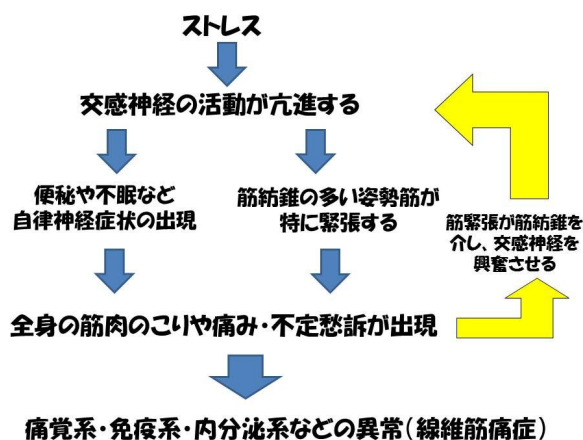 ストレス
交感神経の活動が亢進する
便秘や不眠など
自律神経症状の出現
筋紡錘の多い姿勢筋が
特に緊張する
筋緊張が筋紡錘を
介し、交感神経を
興奮させる
全身の筋肉のこりや痛み・不定愁訴が出現
痛覚系・免疫系・内分泌系などの異常(線維筋痛症)